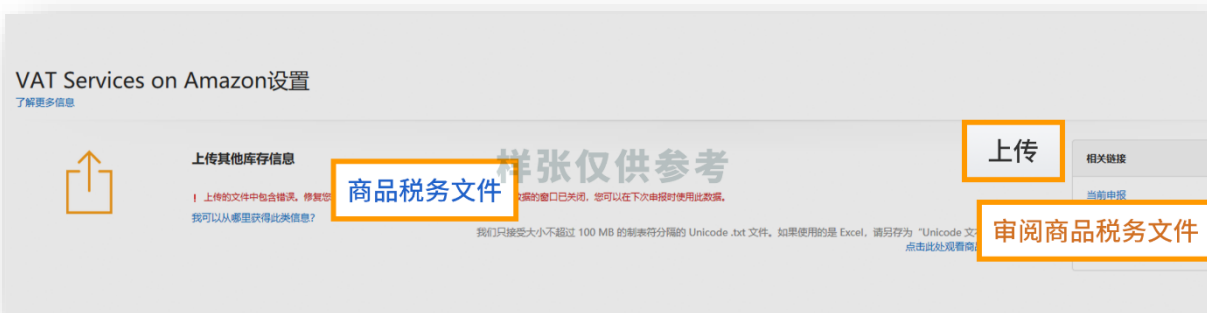 VAT Services on Amazon设置
了解更多信息
上传其他库存信息
样张仅供参考
上传
相关链接
商品税务文件
! 上传的文件中包含错误。修复您
数据的窗口已关闭，您可以在下次申报时使用此数据。
当前申报
我可以从哪里获得此类信息?
审阅商品税务文件
我们只接受大小不超过 100 MB 的制表符分隔的 Unicode .txt 文件。如果使用的是 Excel，请另存为 "Unicode 文
点击此处观看商